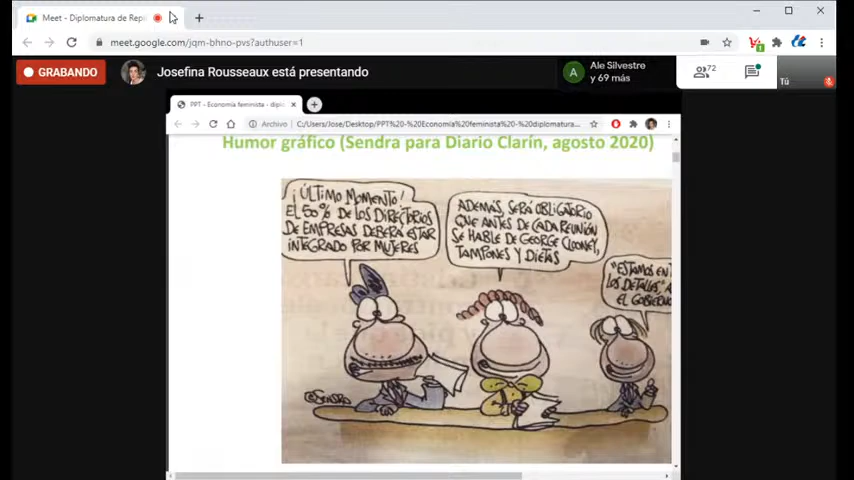 Meet - Diplomatura de Rep
meet.google.com/jqm-bhno-pvs?authuser=1
GRABANDO
Josefina Rousseaux está presentando
A
Ale Silvestre
y 69 más
72
Tú
PPT - Economía feminista - dipl
Archivo
C:/Users/Jose/Desktop/PPT%20-%20Economía%20feminista%20-%20diplomatura...
Humor gráfico (Sendra para Diario Clarín, agosto 2020)
¡ÚLTIMO MOMENTO!
EL 50% DE LOS DIRECTORIOS
DE EMPRESAS DEBERÁ ESTAR
INTEGRADO POR MUJERES
ADEMÁS, SERÁ OBLIGATORIO
QUE ANTES DE CADA REUNIÓN
SE HABLE DE GEORGE CLOONEY,
TAMPONES Y DIETAS
"ESTAMOS EN
LOS DETALLES" A
EL GOBIERNO
@Sendra